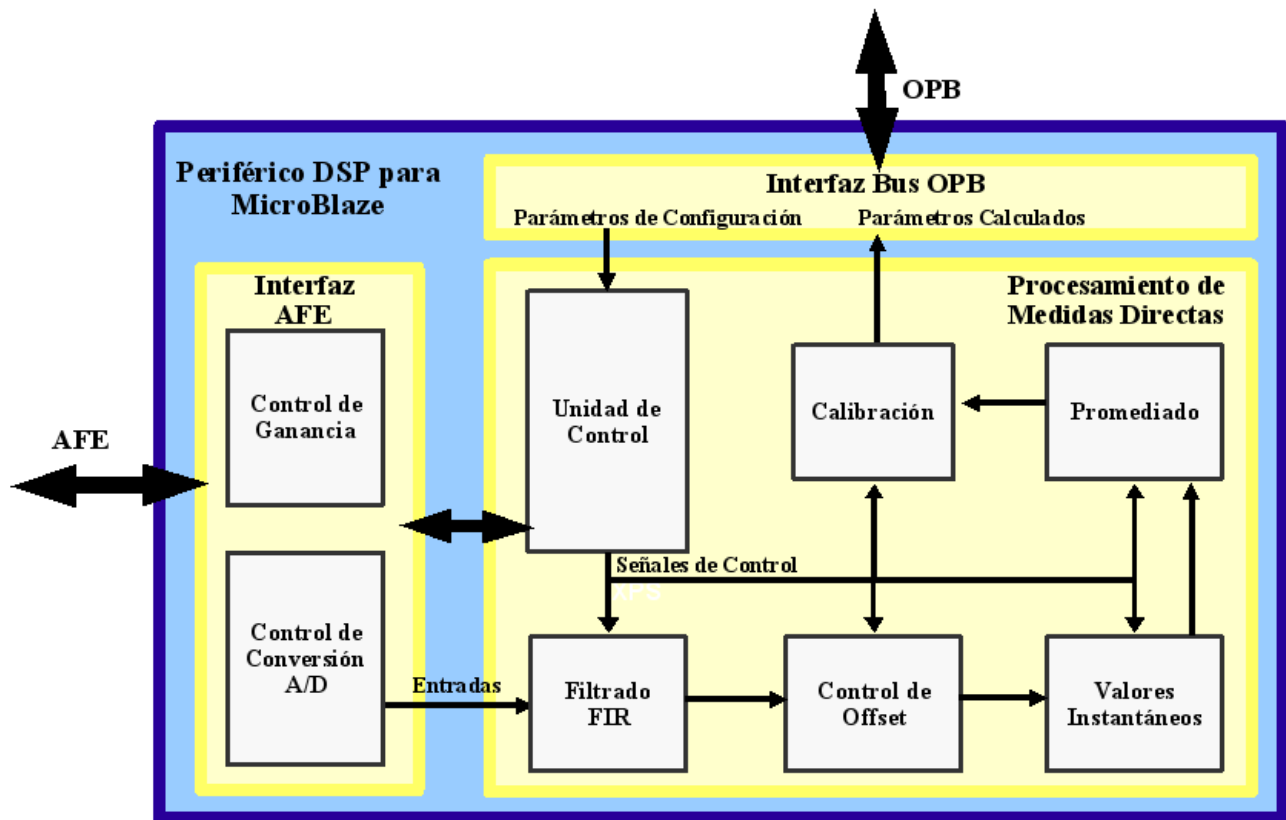 OPB
Periférico DSP para
MicroBlaze
Interfaz Bus OPB
Parámetros de Configuración
Parámetros Calculados
Interfaz
AFE
Procesamiento de
Medidas Directas
Control de
Ganancia
Unidad de
Control
Calibración
Promediado
AFE
Señales de Control
XPS
Control de
Conversión
A/D
Entradas
Filtrado
FIR
Control de
Offset
Valores
Instantáneos